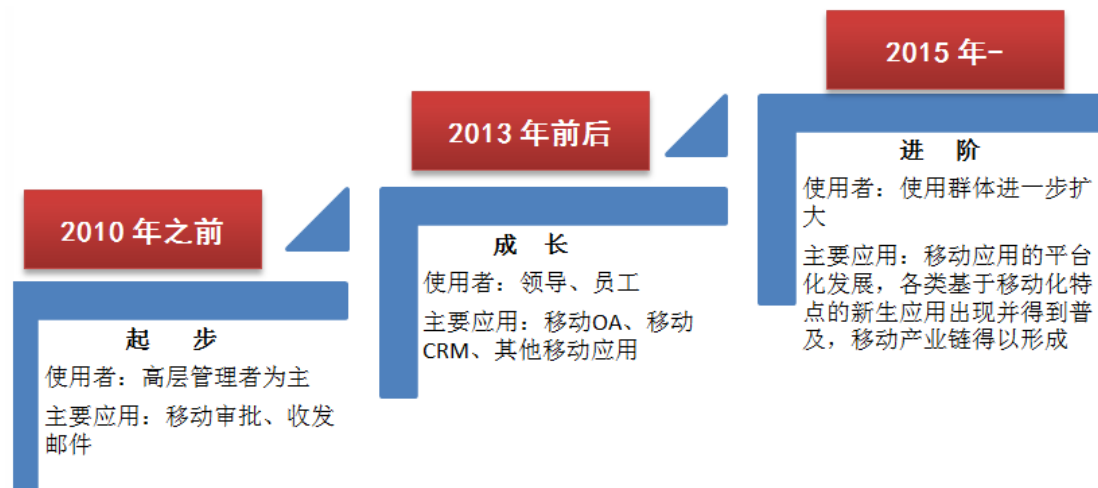 2010 年之前
起 步
使用者：高层管理者为主
主要应用：移动审批、收发
邮件
2013 年前后
成 长
使用者：领导、员工
主要应用：移动OA、移动
CRM、其他移动应用
2015 年-
进 阶
使用者：使用群体进一步扩
大
主要应用：移动应用的平台
化发展，各类基于移动化特
点的新生应用出现并得到普
及，移动产业链得以形成